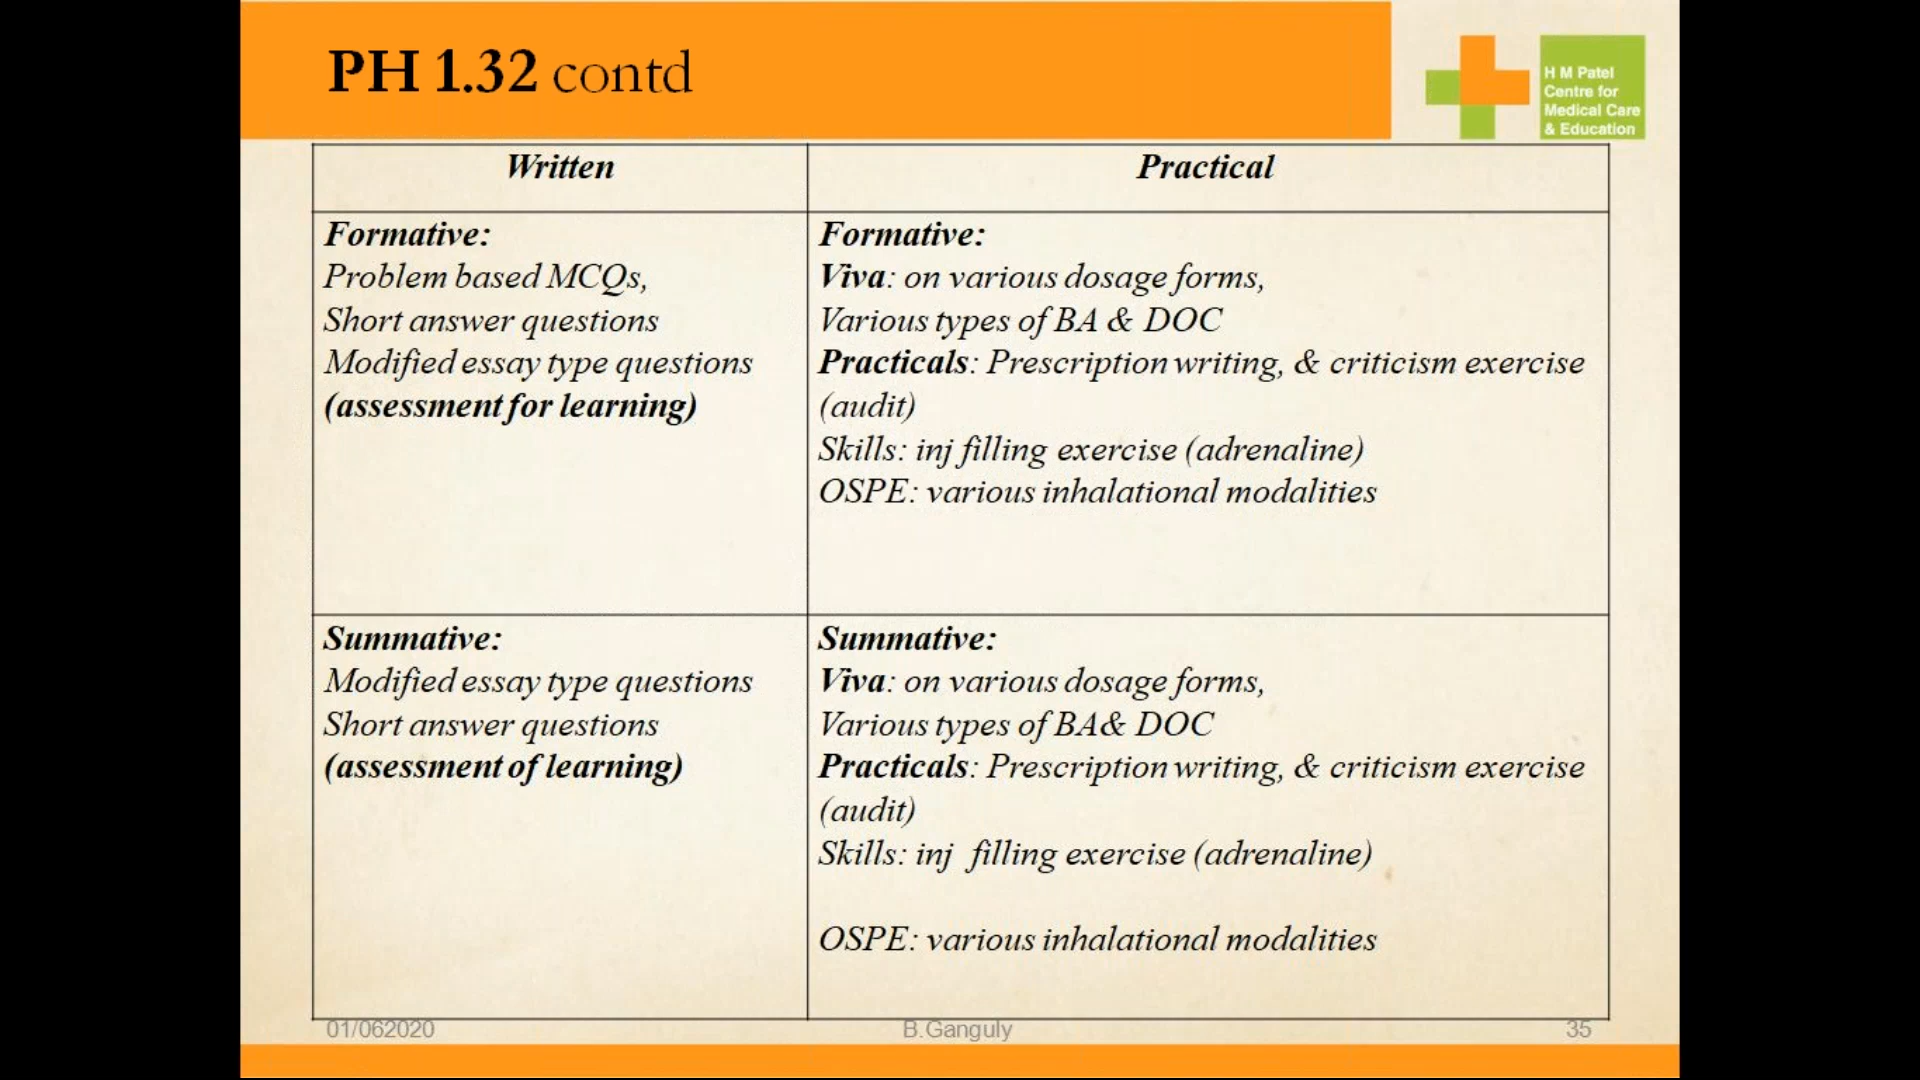 PH 1.32 contd
H M Patel
Centre for
Medical Care
& Education
Written
Practical
Formative:
Problem based MCQs,
Short answer questions
Modified essay type questions
(assessment for learning)
Formative:
Viva: on various dosage forms,
Various types of BA & DOC
Practicals: Prescription writing, & criticism exercise
(audit)
Skills: inj filling exercise (adrenaline)
OSPE: various inhalational modalities
Summative:
Modified essay type questions
Short answer questions
(assessment of learning)
Summative:
Viva: on various dosage forms,
Various types of BA& DOC
Practicals: Prescription writing, & criticism exercise
(audit)
Skills: inj  filling exercise (adrenaline)
OSPE: various inhalational modalities
01/062020
B.Ganguly
35